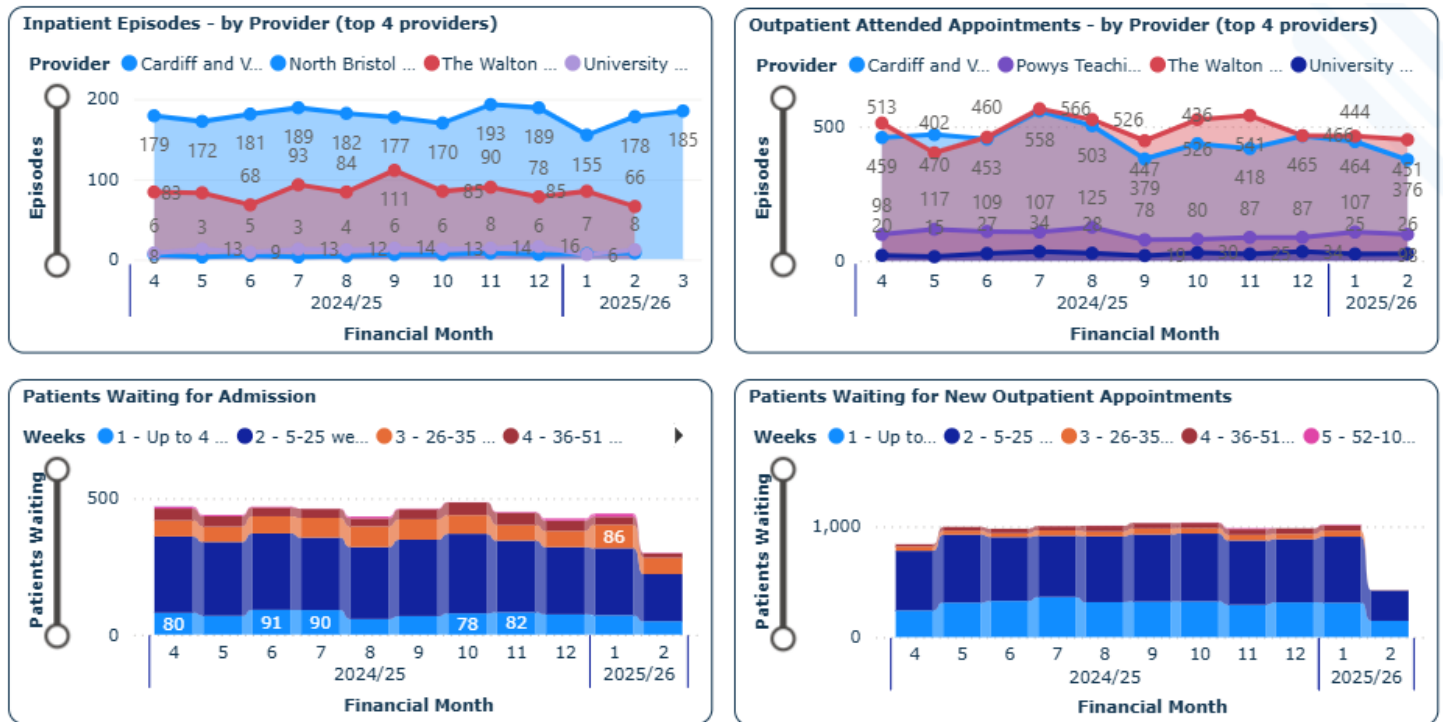 Inpatient Episodes - by Provider (top 4 providers)
Provider Cardiff and V... North Bristol ... The Walton ... University ...
Episodes
200
179 172 181 189 182 177 170 193 189 155 178 185
100
83 68 93 84 111 85 90 78 85 66
6 3 5 3 4 8 6 7 8
8 13 9 13 12 14 13 14 16 6
0
4 5 6 7 8 9 10 11 12 1 2 3
2024/25 2025/26
Financial Month
Outpatient Attended Appointments - by Provider (top 4 providers)
Provider Cardiff and V... Powys Teachi... The Walton ... University ...
Episodes
513 402 460 566 526 436 444
500
558 447 526 541 466
459 470 453 503 379 418 465 464 451
376
98 117 109 107 125 78 80 87 87 107
20 15 27 34 28 19 30 25 34 25 26
93
0
4 5 6 7 8 9 10 11 12 1 2
2024/25 2025/26
Financial Month
Patients Waiting for Admission
Weeks 1 - Up to 4 ... 2 - 5-25 we... 3 - 26-35 ... 4 - 36-51 ...
Patients Waiting
500
86
80 91 90 78 82
0
4 5 6 7 8 9 10 11 12 1 2
2024/25 2025/26
Financial Month
Patients Waiting for New Outpatient Appointments
Weeks 1 - Up to... 2 - 5-25 ... 3 - 26-35... 4 - 36-51... 5 - 52-10...
Patients Waiting
1,000
0
4 5 6 7 8 9 10 11 12 1 2
2024/25 2025/26
Financial Month